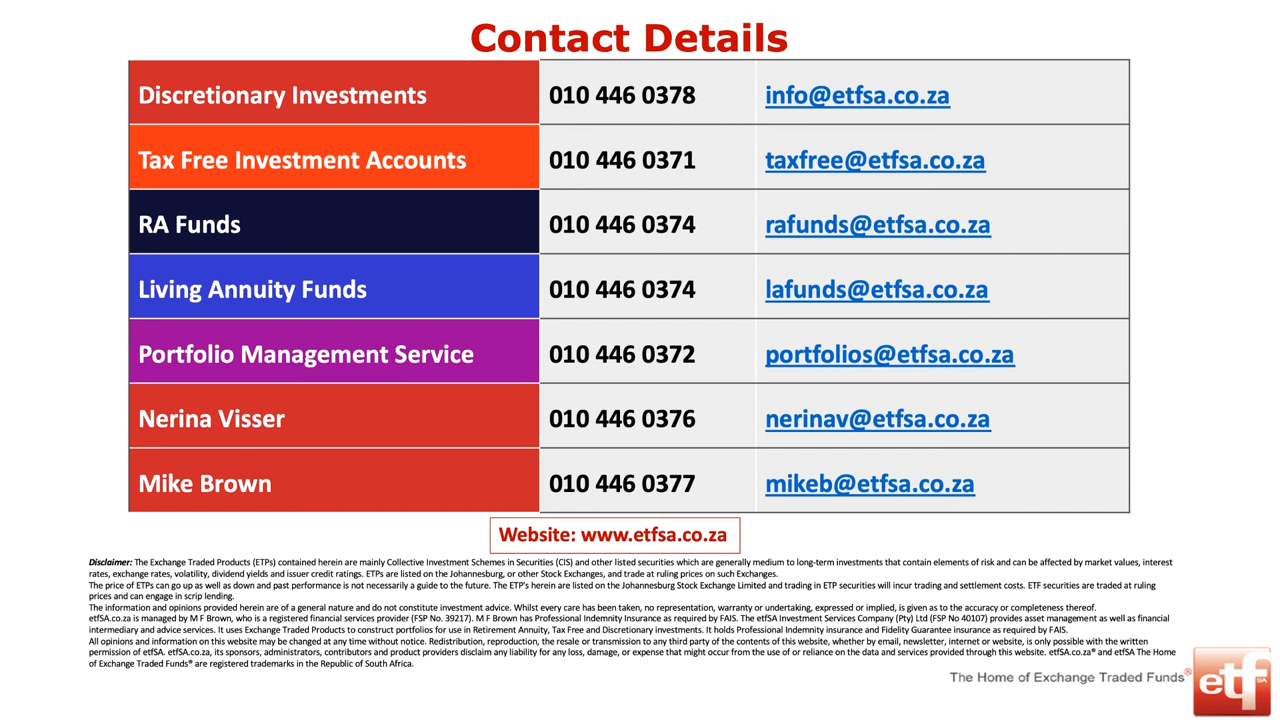 Contact Details
Discretionary Investments 010 446 0378 info@etfsa.co.za
Tax Free Investment Accounts 010 446 0371 taxfree@etfsa.co.za
RA Funds 010 446 0374 rafunds@etfsa.co.za
Living Annuity Funds 010 446 0374 lafunds@etfsa.co.za
Portfolio Management Service 010 446 0372 portfolios@etfsa.co.za
Nerina Visser 010 446 0376 nerinav@etfsa.co.za
Mike Brown 010 446 0377 mikeb@etfsa.co.za
Website: www.etfsa.co.za
Disclaimer: The Exchange Traded Products (ETPs) contained herein are mainly Collective Investment Schemes in Securities (CIS) and other listed securities which are generally medium to long-term investments that contain elements of risk and can be affected by market values, interest
rates, exchange rates, volatility, dividend yields and issuer credit ratings. ETPs are listed on the Johannesburg, or other Stock Exchanges, and trade at ruling prices on such Exchanges.
The price of ETPs can go up as well as down and past performance is not necessarily a guide to the future. The ETP's herein are listed on the Johannesburg Stock Exchange Limited and trading in ETP securities will incur trading and settlement costs. ETF securities are traded at ruling
prices and can engage in scrip lending.
The information and opinions provided herein are of a general nature and do not constitute investment advice. Whilst every care has been taken, no representation, warranty or undertaking, expressed or implied, is given as to the accuracy or completeness thereof.
etfSA.co.za is managed by M F Brown, who is a registered financial services provider (FSP No. 39217). M F Brown has Professional Indemnity Insurance as required by FAIS. The etfSA Investment Services Company (Pty) Ltd (FSP No 40107) provides asset management as well as financial
intermediary and advice services. It uses Exchange Traded Products to construct portfolios for use in Retirement Annuity, Tax Free and Discretionary investments. It holds Professional Indemnity insurance and Fidelity Guarantee insurance as required by FAIS.
All opinions and information on this website may be changed at any time without notice. Redistribution, reproduction, the resale or transmission to any third party of the contents of this website, whether by email, newsletter, internet or website, is only possible with the written
permission of etfSA. etfSA.co.za, its sponsors, administrators, contributors and product providers disclaim any liability for any loss, damage, or expense that might occur from the use of or reliance on the data and services provided through this website. etfSA.co.za® and etfSA The Home
of Exchange Traded Funds® are registered trademarks in the Republic of South Africa.
The Home of Exchange Traded Funds®
etfSA